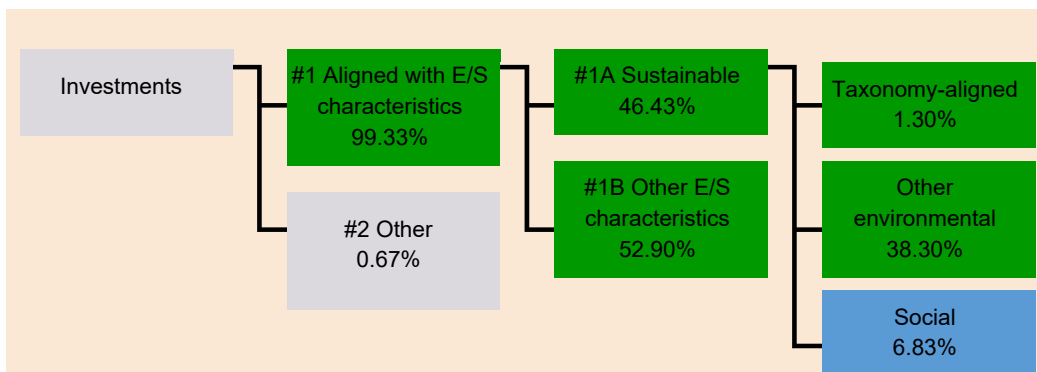 Investments
#1 Aligned with E/S
characteristics
99.33%
#2 Other
0.67%
#1A Sustainable
46.43%
#1B Other E/S
characteristics
52.90%
Taxonomy-aligned
1.30%
Other
environmental
38.30%
Social
6.83%